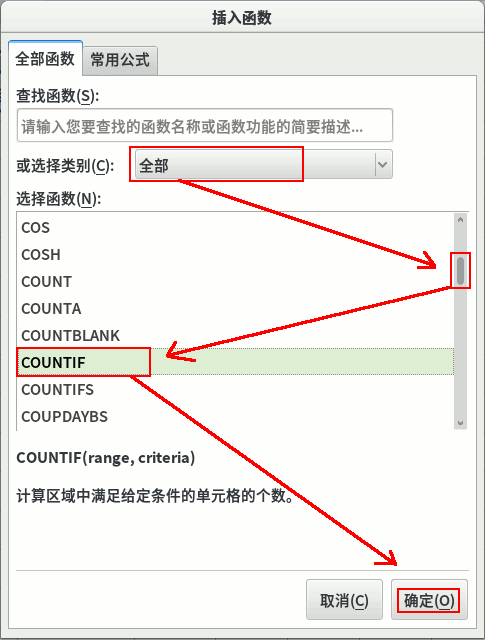 插入函数
全部函数 常用公式
查找函数(S):
请输入您要查找的函数名称或函数功能的简要描述...
或选择类别(C): 全部
选择函数(N):
COS
COSH
COUNT
COUNTA
COUNTBLANK
COUNTIF
COUNTIFS
COUPDAYBS
COUNTIF(range, criteria)
计算区域中满足给定条件的单元格的个数。
取消(C) 确定(O)